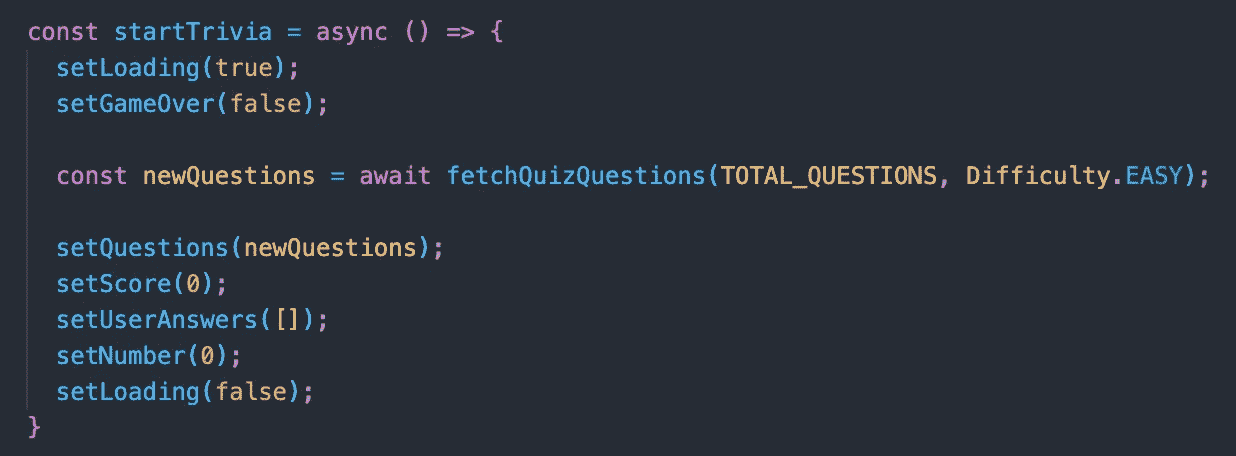 const startTrivia = async () => {
  setLoading(true);
  setGameOver(false);

  const newQuestions = await fetchQuizQuestions(TOTAL_QUESTIONS, Difficulty.EASY);

  setQuestions(newQuestions);
  setScore(0);
  setUserAnswers([]);
  setNumber(0);
  setLoading(false);
}